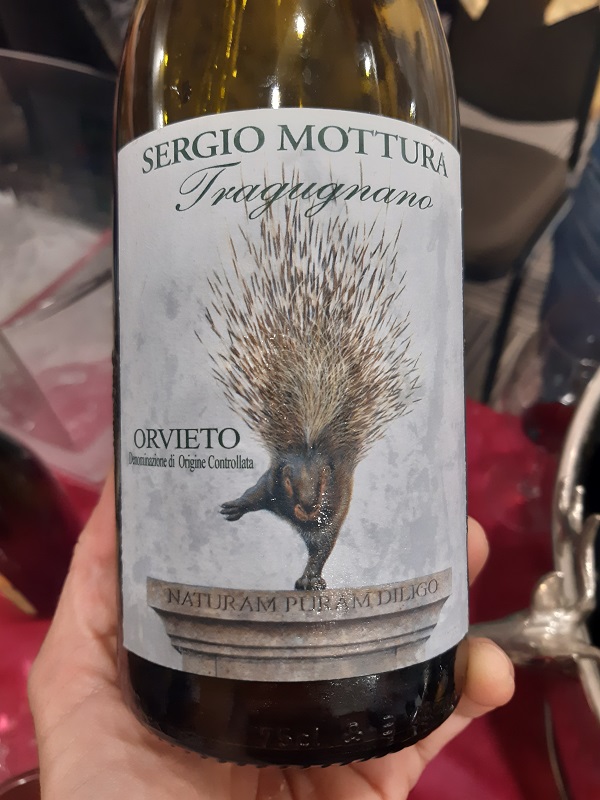 SERGIO MOTTURA
Tragugnano
ORVIETO
Denominazione di Origine Controllata
NATURAM PURAM DILIGO